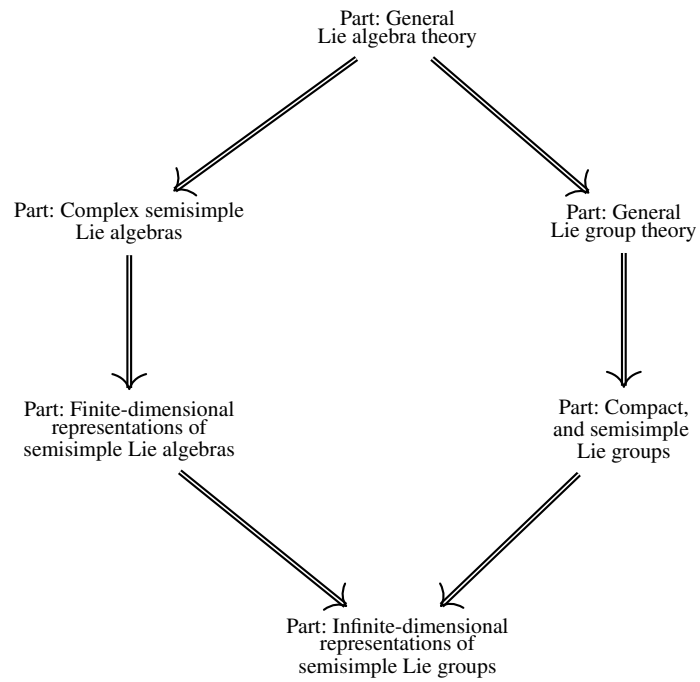 Part: General
Lie algebra theory
Part: Complex semisimple
Lie algebras
Part: General
Lie group theory
Part: Finite-dimensional
representations of
semisimple Lie algebras
Part: Compact,
and semisimple
Lie groups
Part: Infinite-dimensional
representations of
semisimple Lie groups